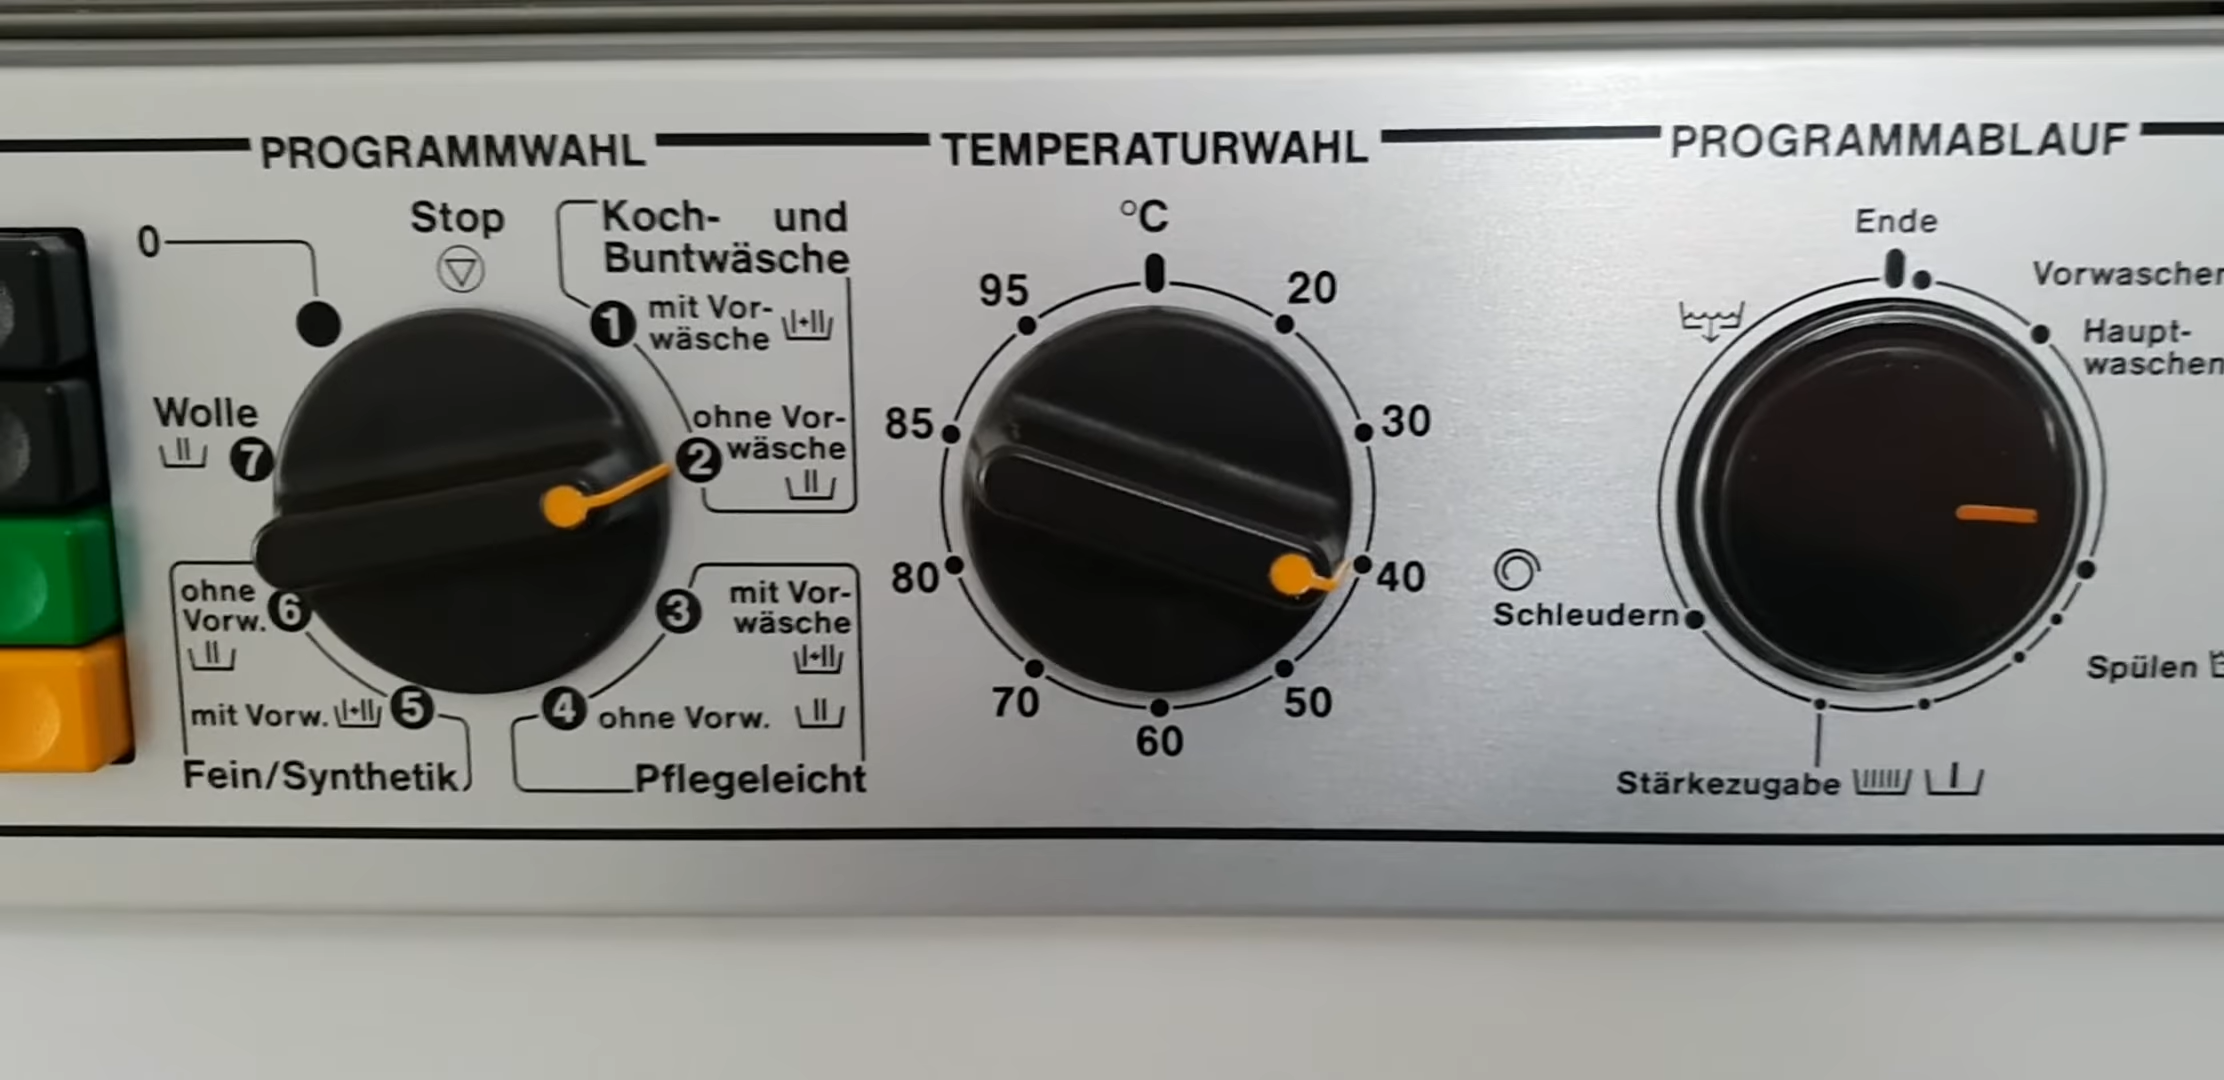 PROGRAMMWAHL
TEMPERATURWAHL
PROGRAMMABLAUF
0
Stop
Koch- und
Buntwäsche
1 mit Vor-
wäsche
ohne Vor-
2 wäsche
3 mit Vor-
wäsche
4 ohne Vorw.
Pflegeleicht
mit Vorw. 5
Fein/Synthetik
ohne
Vorw. 6
Wolle
7
°C
20
30
40
50
60
70
80
85
95
Ende
Vorwaschen
Haupt-
waschen
Spülen
Stärkezugabe
Schleudern